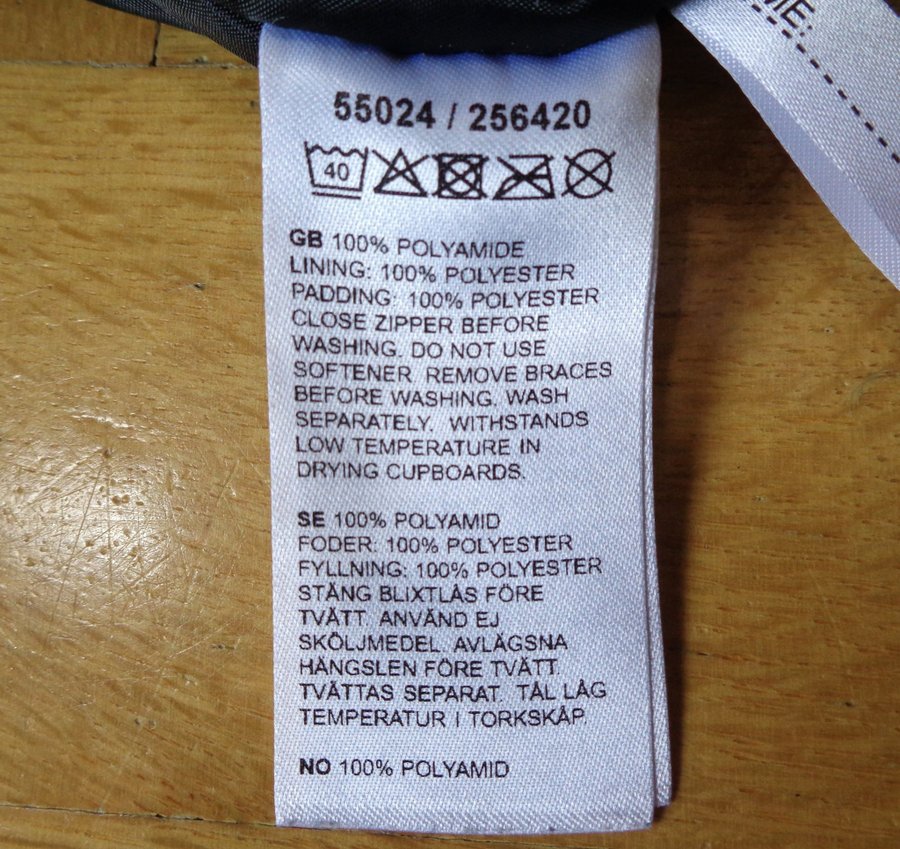 55024 / 256420
40
GB 100% POLYAMIDE
LINING: 100% POLYESTER
PADDING: 100% POLYESTER
CLOSE ZIPPER BEFORE
WASHING. DO NOT USE
SOFTENER. REMOVE BRACES
BEFORE WASHING. WASH
SEPARATELY. WITHSTANDS
LOW TEMPERATURE IN
DRYING CUPBOARDS.
SE 100% POLYAMID
FODER: 100% POLYESTER
FYLLNING: 100% POLYESTER
STÄNG BLIXTLÅS FÖRE
TVÄTT. ANVÄND EJ
SKÖLJMEDEL. AVLÄGSNA
HÄNGSLEN FÖRE TVÄTT.
TVÄTTAS SEPARAT. TÅL LÅG
TEMPERATUR I TORKSKÅP.
NO 100% POLYAMID